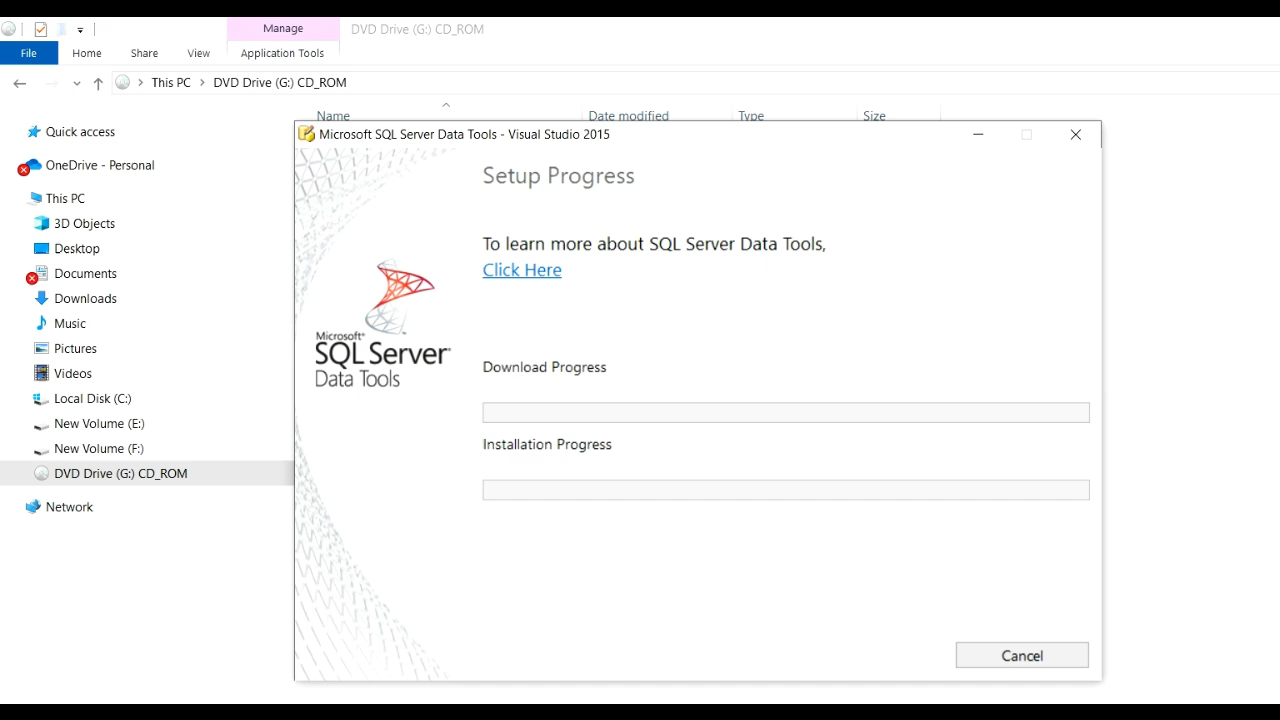 Manage
DVD Drive (G:) CD_ROM
File
Home
Share
View
Application Tools
This PC
DVD Drive (G:) CD_ROM
Name
Date modified
Type
Size
Quick access
OneDrive - Personal
This PC
3D Objects
Desktop
Documents
Downloads
Music
Pictures
Videos
Local Disk (C:)
New Volume (E:)
New Volume (F:)
DVD Drive (G:) CD_ROM
Network
Microsoft SQL Server Data Tools - Visual Studio 2015
Setup Progress
To learn more about SQL Server Data Tools,
Click Here
Microsoft®
SQL Server®
Data Tools
Download Progress
Installation Progress
Cancel